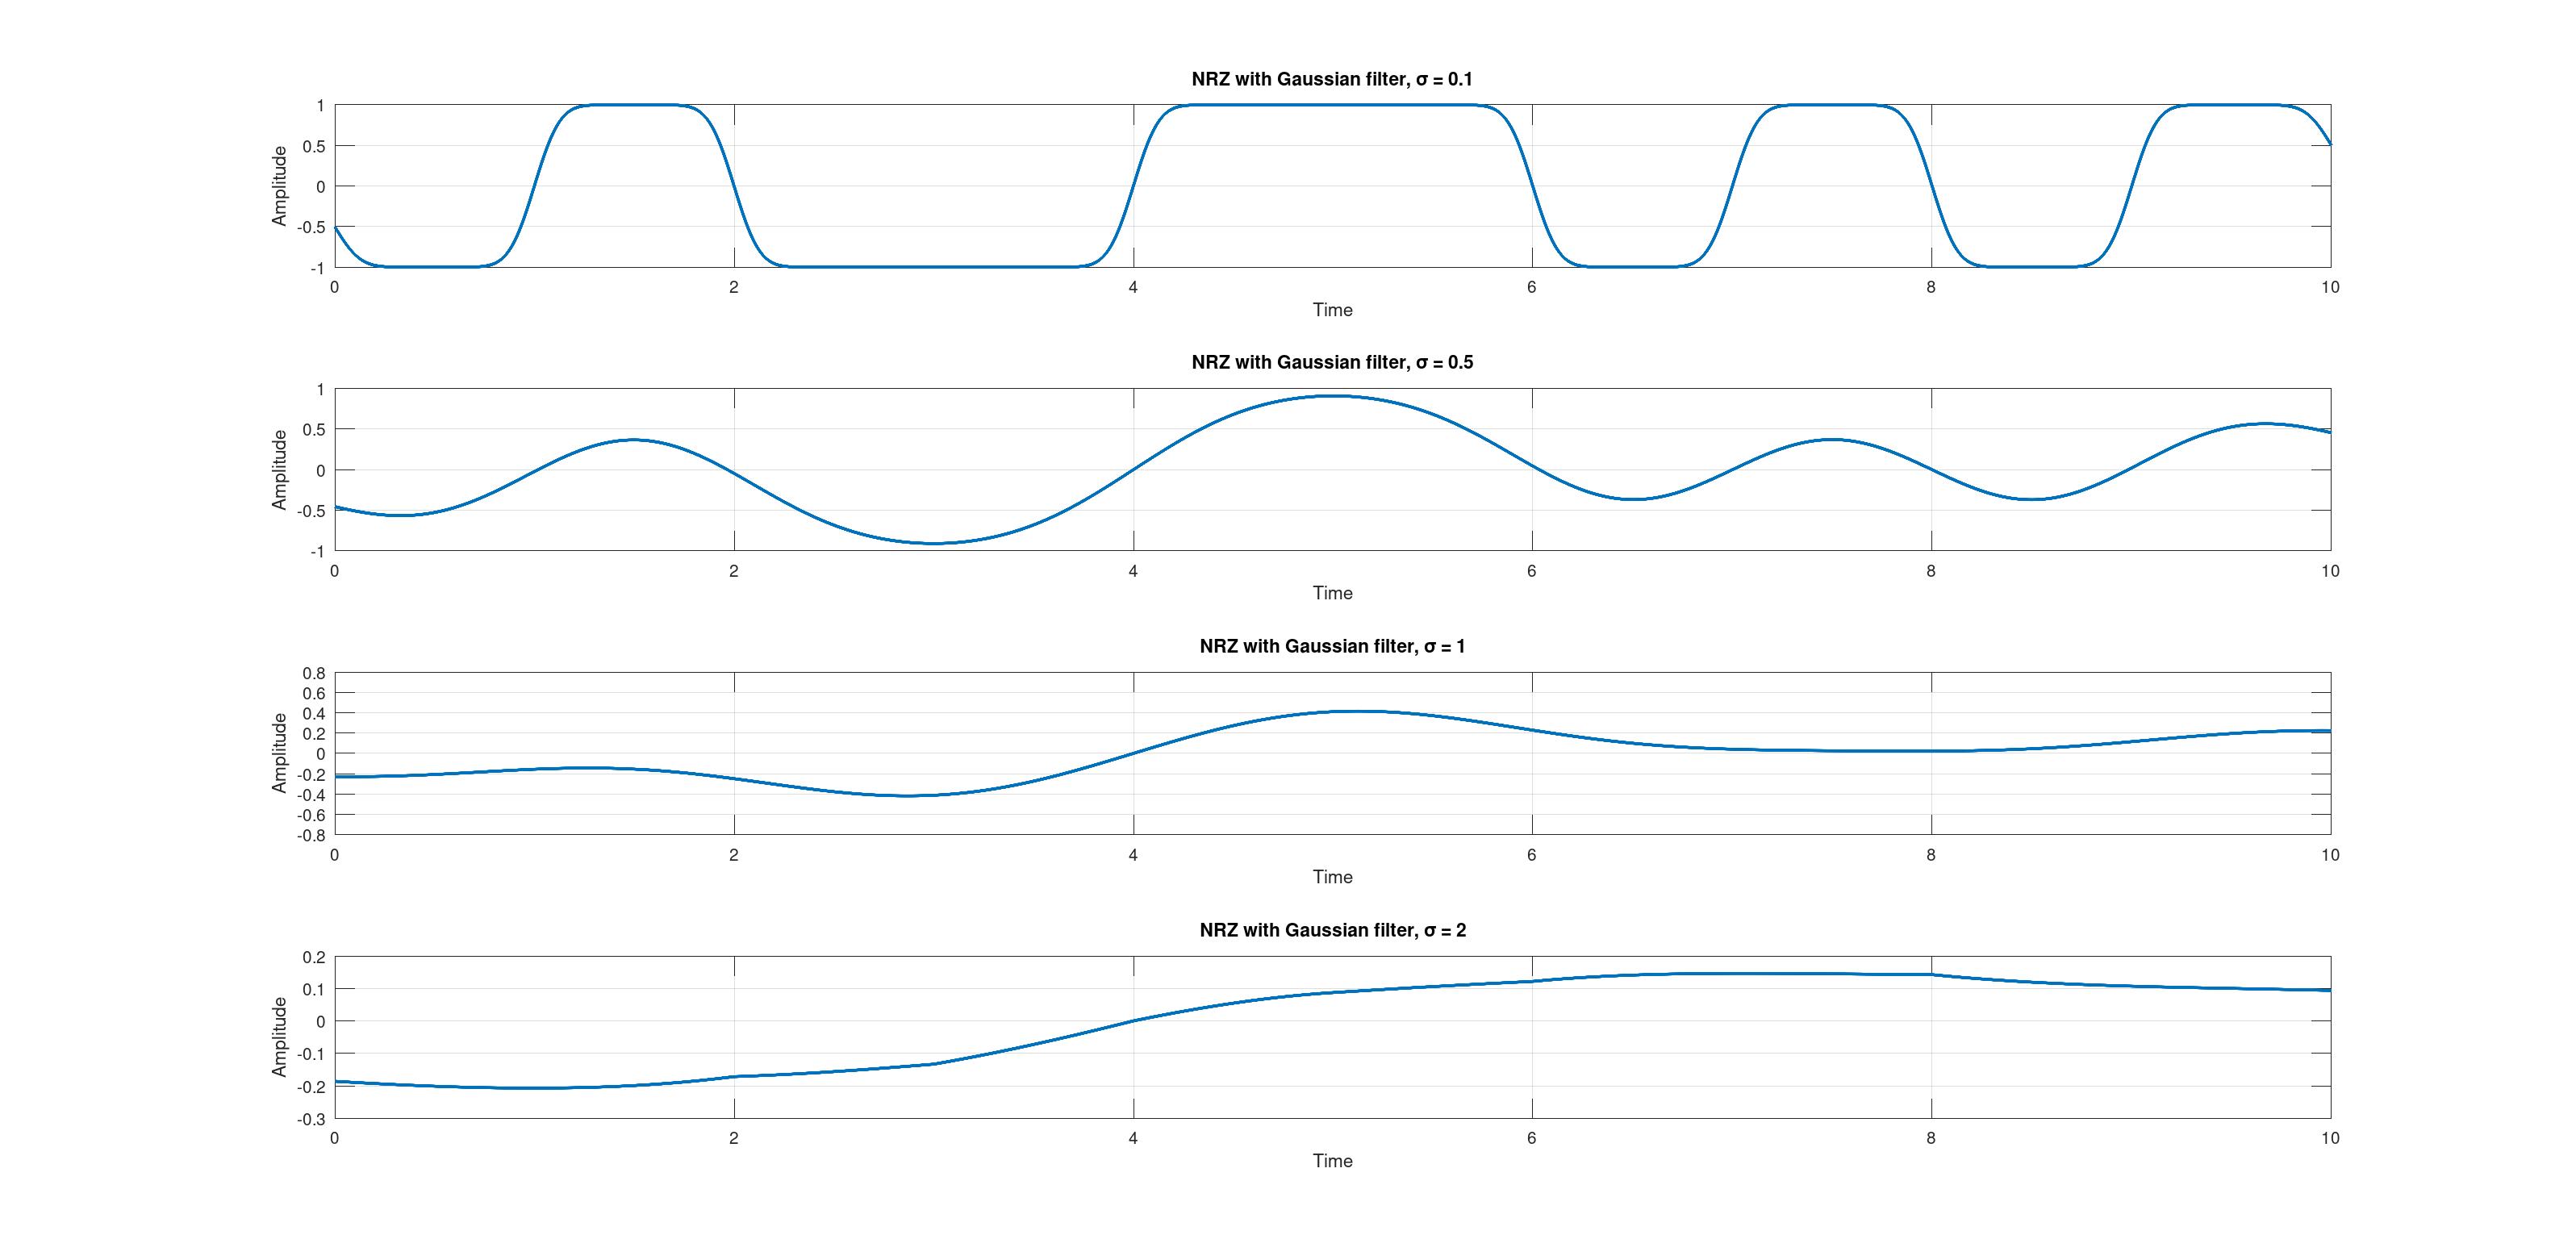 NRZ with Gaussian filter, σ = 0.1
1
0.5
0
-0.5
-1
Amplitude
0 2 4 6 8 10
Time
NRZ with Gaussian filter, σ = 0.5
1
0.5
0
-0.5
-1
Amplitude
0 2 4 6 8 10
Time
NRZ with Gaussian filter, σ = 1
0.8
0.6
0.4
0.2
0
-0.2
-0.4
-0.6
-0.8
Amplitude
0 2 4 6 8 10
Time
NRZ with Gaussian filter, σ = 2
0.2
0.1
0
-0.1
-0.2
-0.3
Amplitude
0 2 4 6 8 10
Time